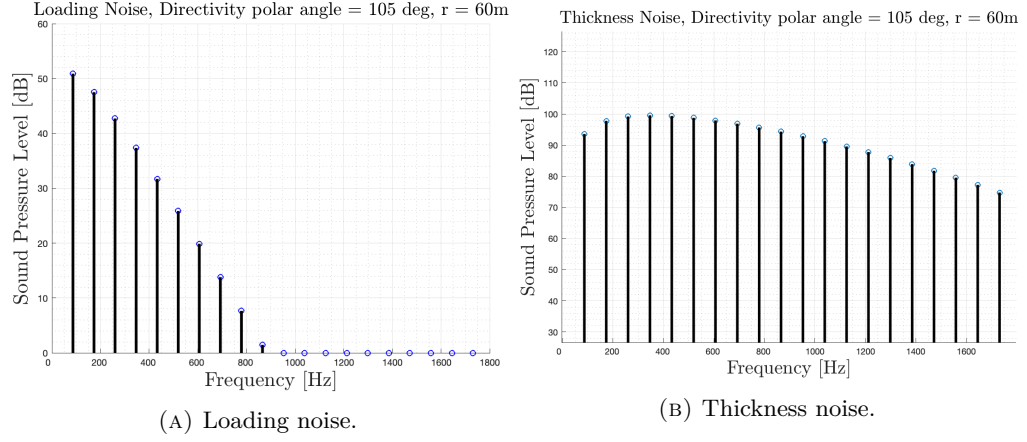 Loading Noise, Directivity polar angle = 105 deg, r = 60m
60
50
40
30
20
10
0
Sound Pressure Level [dB]
0 200 400 600 800 1000 1200 1400 1600 1800
Frequency [Hz]
(A) Loading noise.
Thickness Noise, Directivity polar angle = 105 deg, r = 60m
120
110
100
90
80
70
60
50
40
30
Sound Pressure Level [dB]
0 200 400 600 800 1000 1200 1400 1600
Frequency [Hz]
(B) Thickness noise.